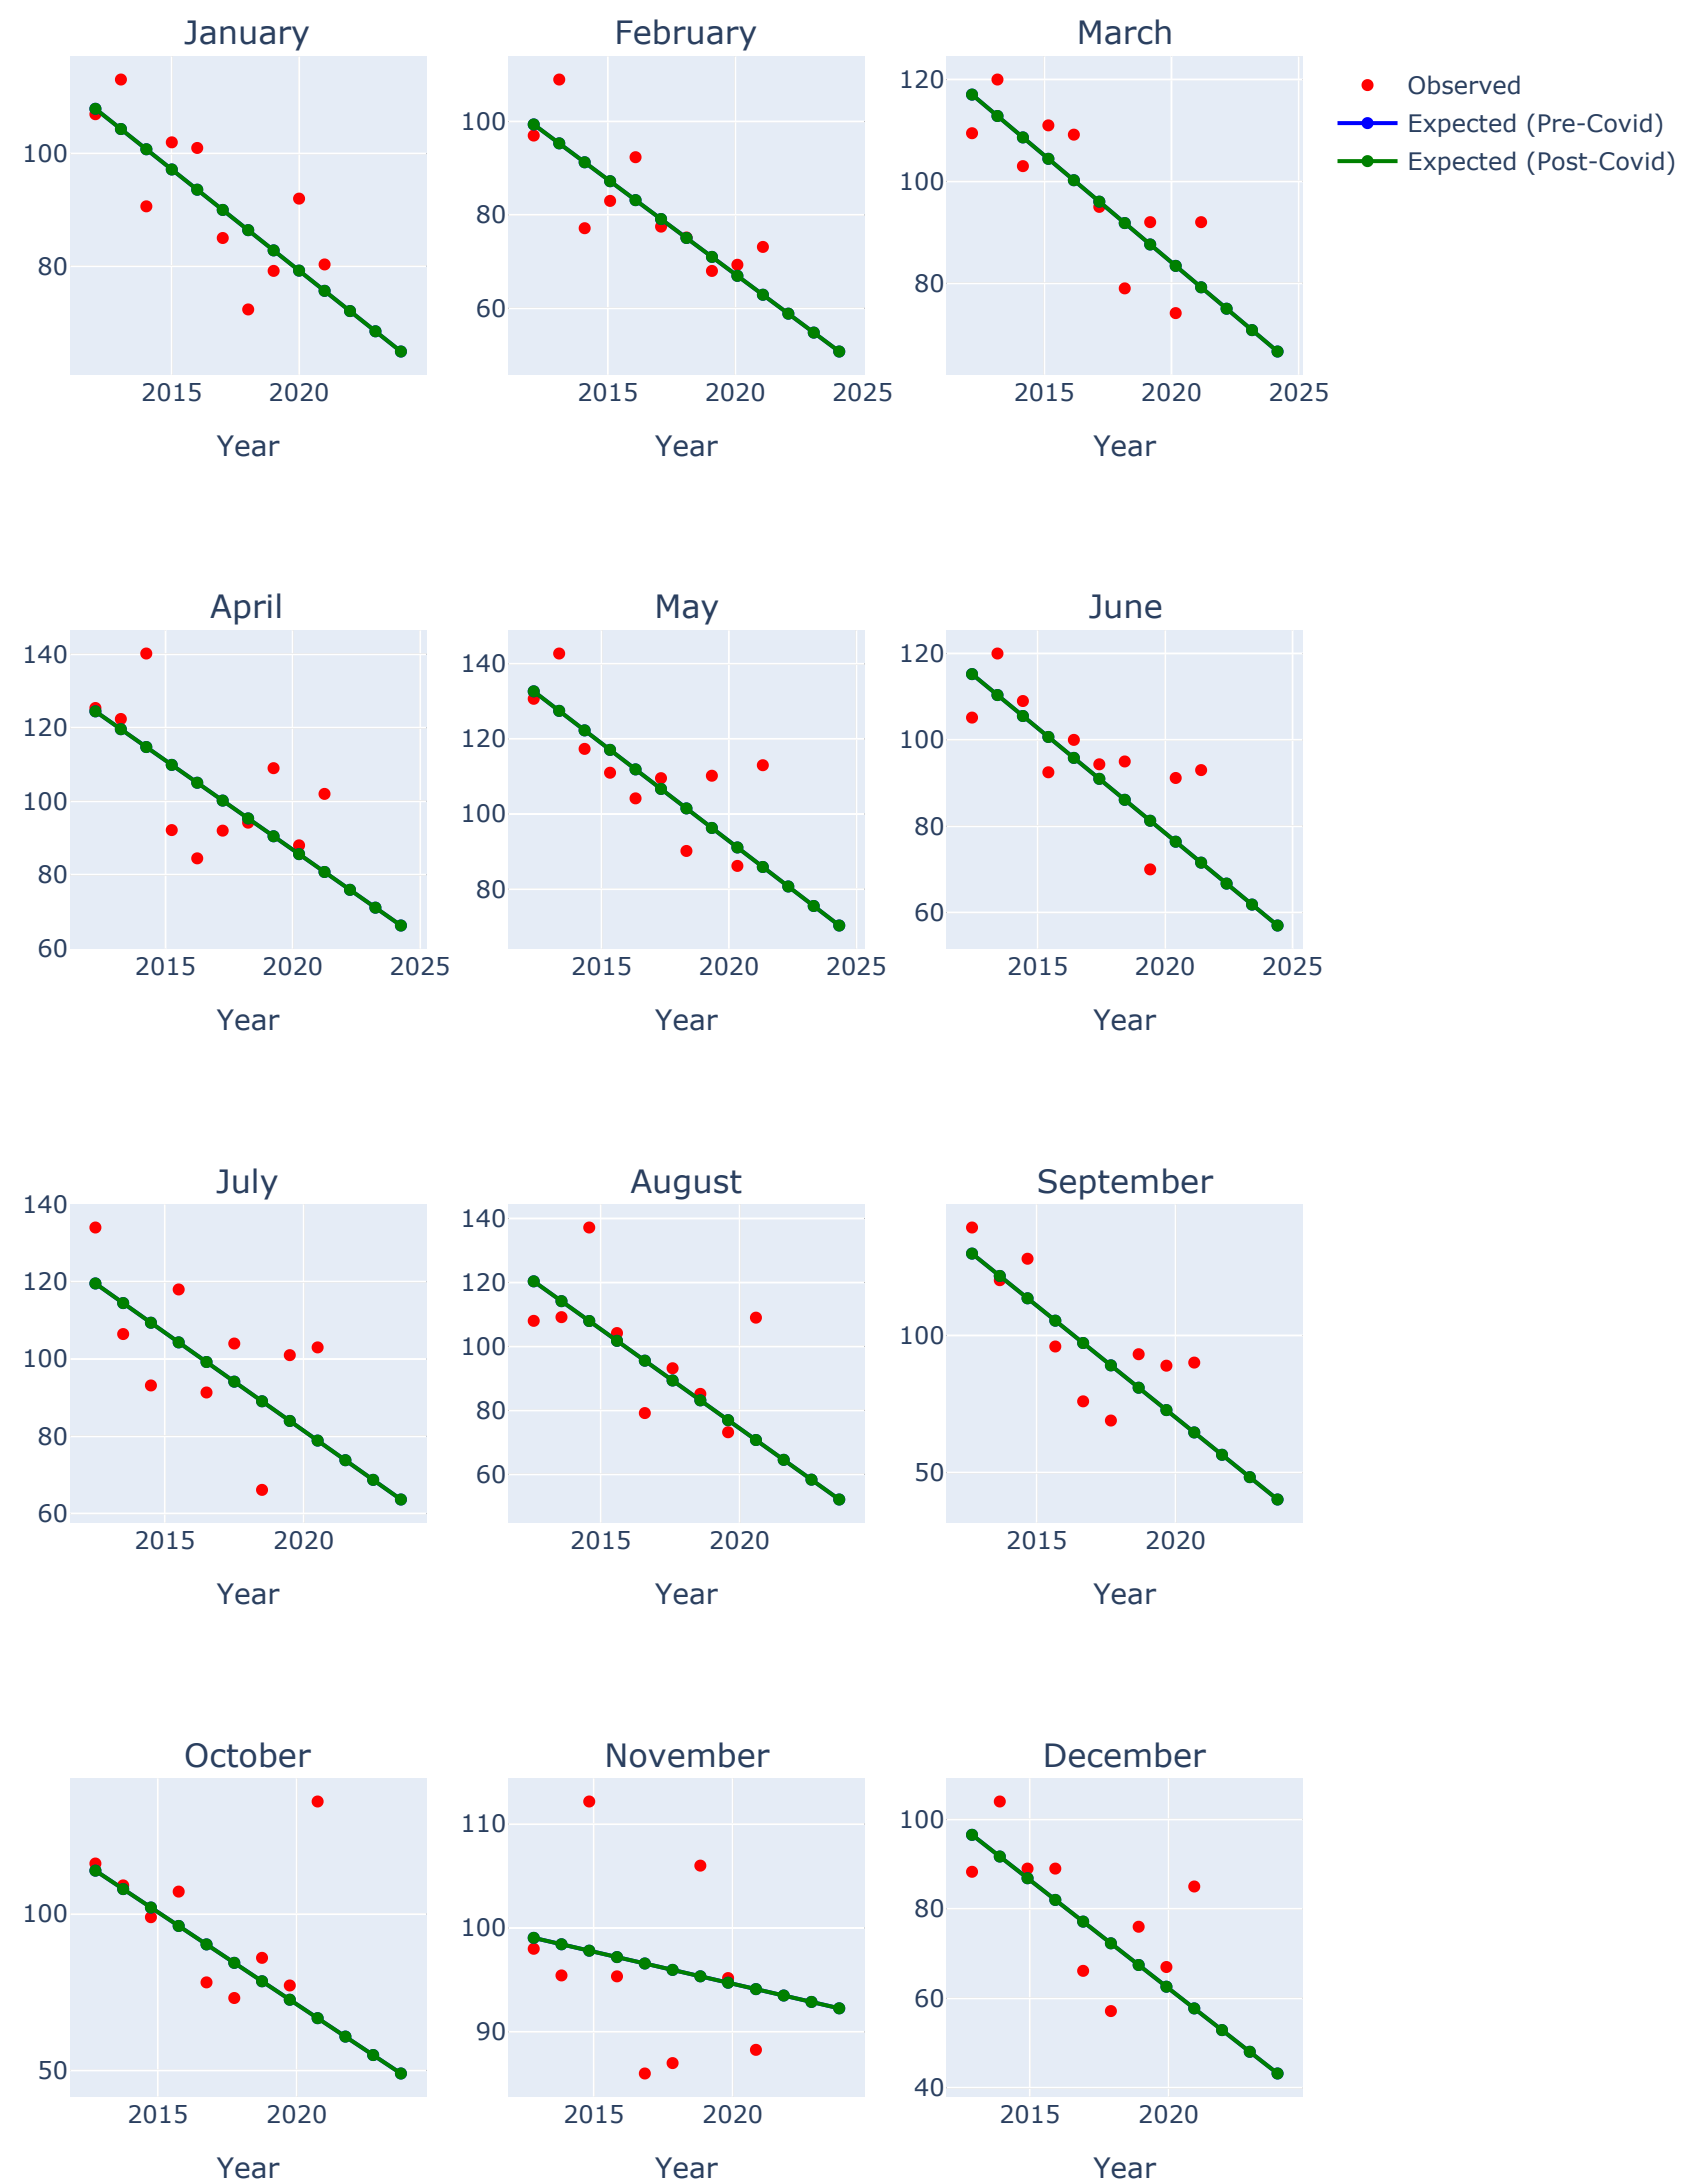 January
February
March
100
80
2015
2020
Year
100
80
60
2015
2020
2025
Year
120
100
80
2015
2020
2025
Year
Observed
Expected (Pre-Covid)
Expected (Post-Covid)
April
May
June
140
120
100
80
60
2015
2020
2025
Year
140
120
100
80
2015
2020
2025
Year
120
100
80
60
2015
2020
2025
Year
July
August
September
140
120
100
80
60
2015
2020
Year
140
120
100
80
60
2015
2020
Year
100
50
2015
2020
Year
October
November
December
100
50
2015
2020
Year
110
100
90
2015
2020
Year
100
80
60
40
2015
2020
Year